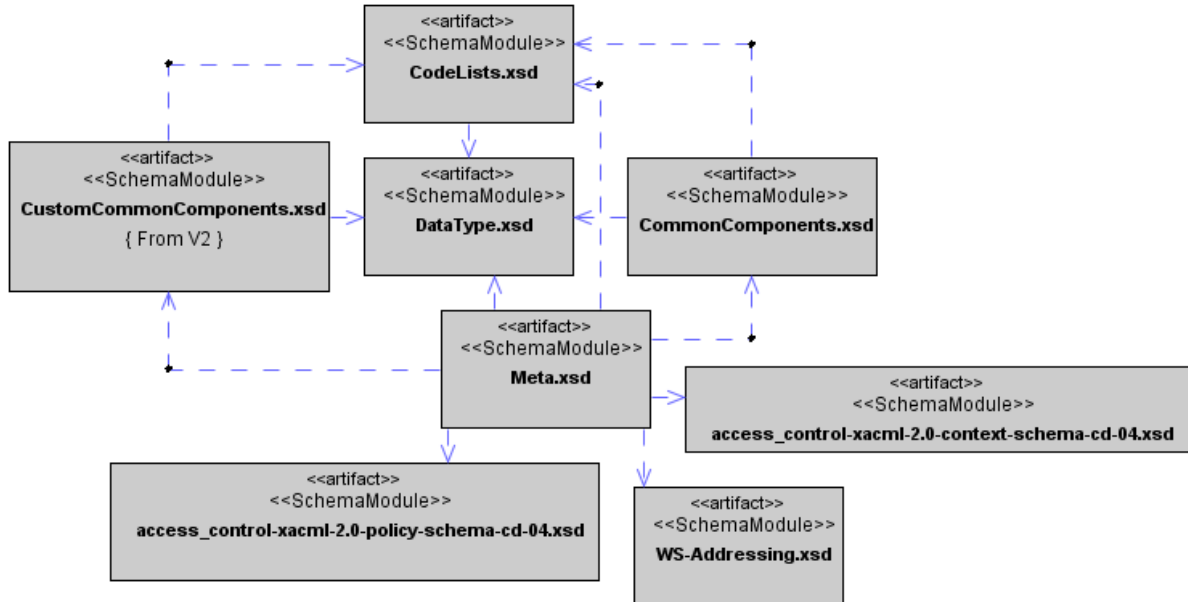 <<artifact>>
<<SchemaModule>>
CodeLists.xsd
<<artifact>>
<<SchemaModule>>
CustomCommonComponents.xsd
{ From V2 }
<<artifact>>
<<SchemaModule>>
DataType.xsd
<<artifact>>
<<SchemaModule>>
CommonComponents.xsd
<<artifact>>
<<SchemaModule>>
Meta.xsd
<<artifact>>
<<SchemaModule>>
access_control-xacml-2.0-context-schema-cd-04.xsd
<<artifact>>
<<SchemaModule>>
access_control-xacml-2.0-policy-schema-cd-04.xsd
<<artifact>>
<<SchemaModule>>
WS-Addressing.xsd